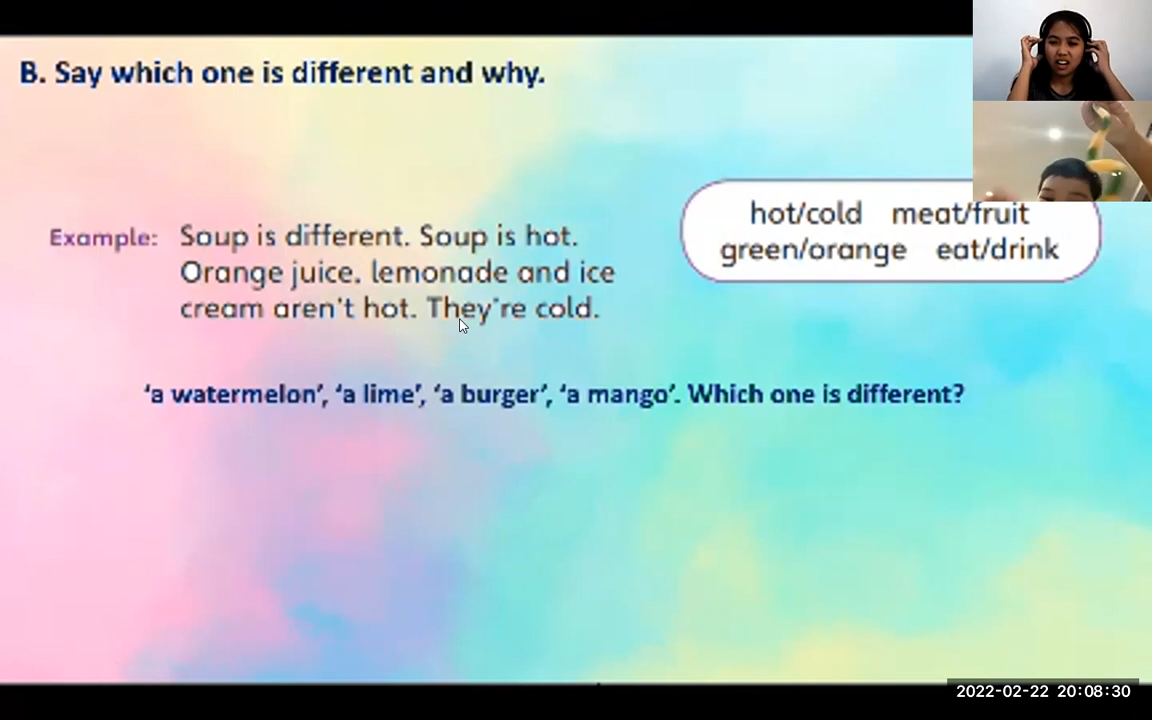 B. Say which one is different and why.
hot/cold meat/fruit
green/orange eat/drink
Example: Soup is different. Soup is hot.
Orange juice, lemonade and ice
cream aren't hot. They're cold.
‘a watermelon’, ‘a lime’, ‘a burger’, ‘a mango’. Which one is different?
2022-02-22 20:08:30